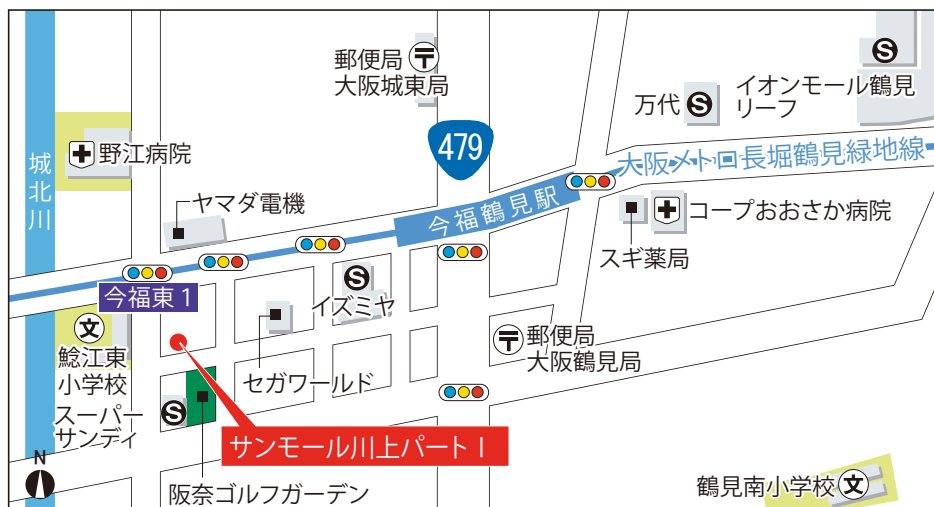 郵便局
大阪城東局
〒
S
イオンモール鶴見
リーフ
万代
S
479
野江病院
城北川
大阪メトロ長堀鶴見緑地線
ヤマダ電機
今福鶴見駅
コープおおさか病院
スギ薬局
今福東1
S
イズミヤ
文
鯰江東
小学校
〒
郵便局
大阪鶴見局
セガワールド
スーパー
サンディ
S
サンモール川上パートⅠ
N
阪奈ゴルフガーデン
鶴見南小学校
文